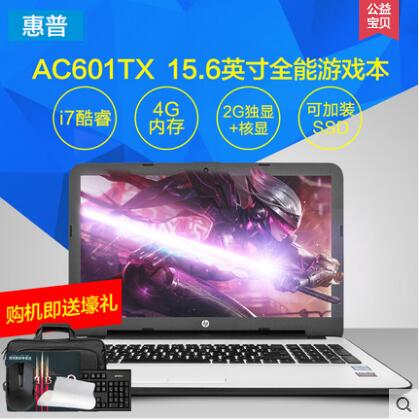 惠普
公益
宝贝
AC601TX 15.6英寸全能游戏本
i7酷睿
4G
内存
2G独显
+核显
可加装
SSD
hp
购机即送壕礼